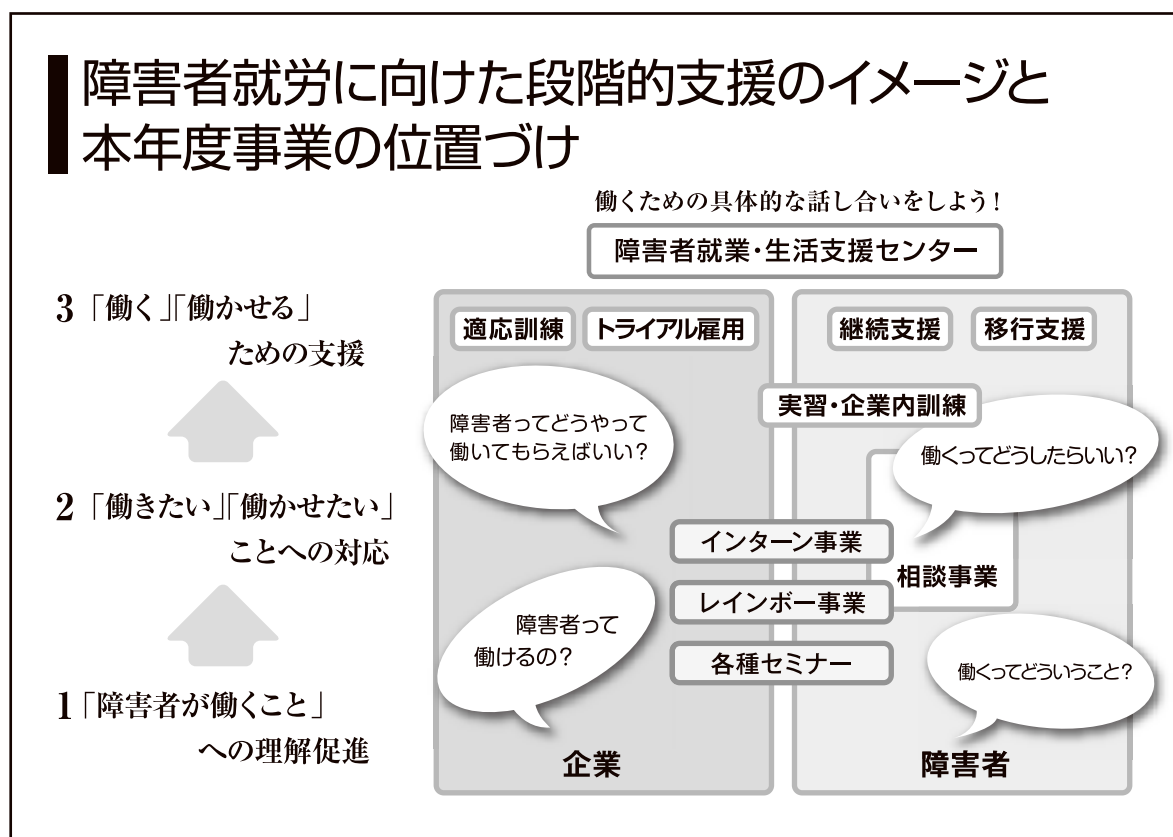 障害者就労に向けた段階的支援のイメージと
本年度事業の位置づけ
働くための具体的な話し合いをしよう!
障害者就業・生活支援センター
3「働く」「働かせる」
ための支援
2「働きたい」「働かせたい」
ことへの対応
1「障害者が働くこと」
への理解促進
適応訓練
トライアル雇用
継続支援
移行支援
実習・企業内訓練
障害者ってどうやって
働いてもらえばいい?
働くってどうしたらいい?
インターン事業
相談事業
レインボー事業
障害者って
働けるの?
各種セミナー
働くってどういうこと?
企業
障害者